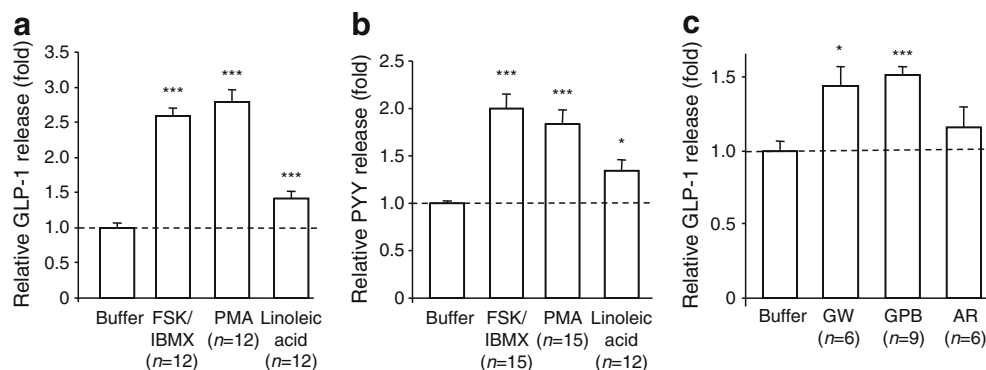 a
Relative GLP-1 release (fold)
3.5
3.0
2.5
2.0
1.5
1.0
0.5
0
***
***
***
Buffer
FSK/
IBMX
(n=12)
PMA
(n=12)
Linoleic
acid
(n=12)
b
Relative PYY release (fold)
2.5
2.0
1.5
1.0
0.5
0
***
***
*
Buffer
FSK/
IBMX
(n=15)
PMA
(n=15)
Linoleic
acid
(n=12)
c
Relative GLP-1 release (fold)
1.5
1.0
0.5
0
*
***
Buffer
GW
(n=6)
GPB
(n=9)
AR
(n=6)